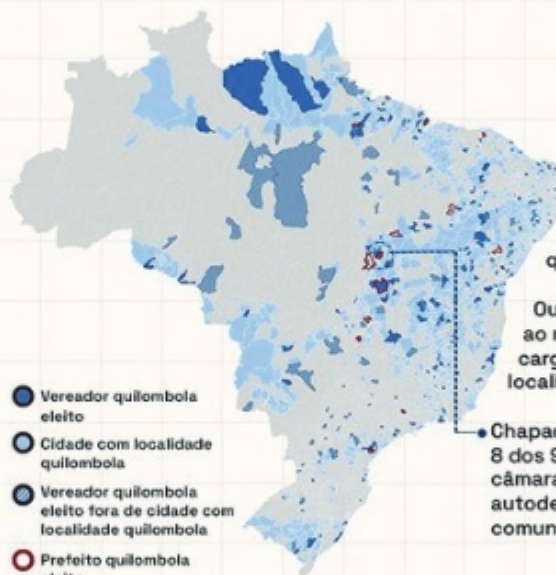 Vereador quilombola
eleito
Cidade com localidade
quilombola
Vereador quilombola
eleito fora de cidade com
localidade quilombola
Prefeito quilombola
q
Ou
ao
carg
locali
Chapad
8 dos 9
câmara
autode
comun